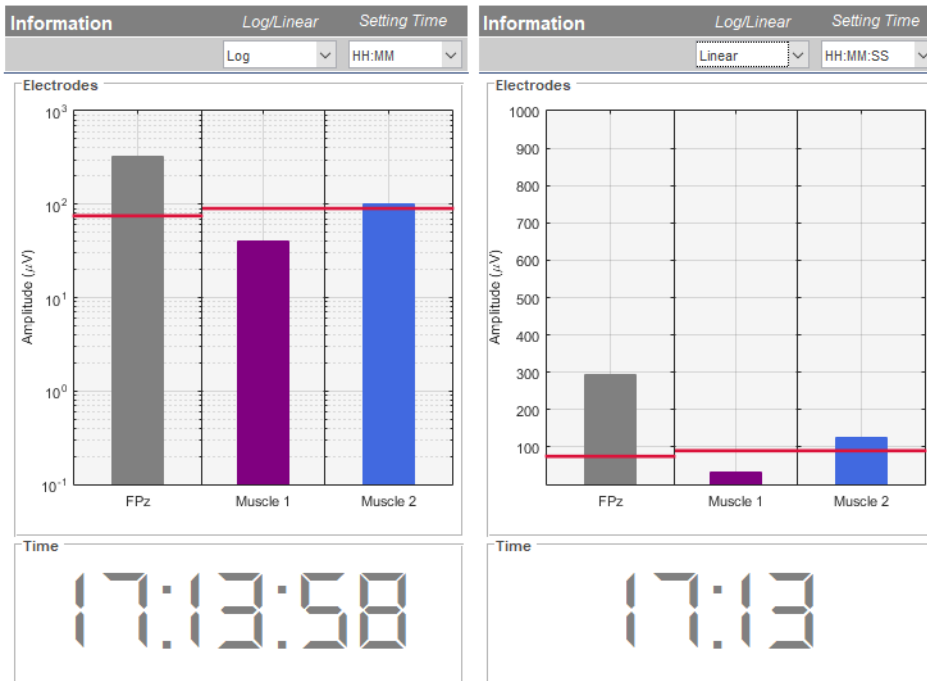 Information Log/Linear Setting Time
Log HH:MM
Electrodes
10^3
10^2
10^1
10^0
10^-1
Amplitude (μV)
FPz Muscle 1 Muscle 2
Time
17:13:58
Information Log/Linear Setting Time
Linear HH:MM:SS
Electrodes
1000
900
800
700
600
500
400
300
200
100
Amplitude (μV)
FPz Muscle 1 Muscle 2
Time
17:13